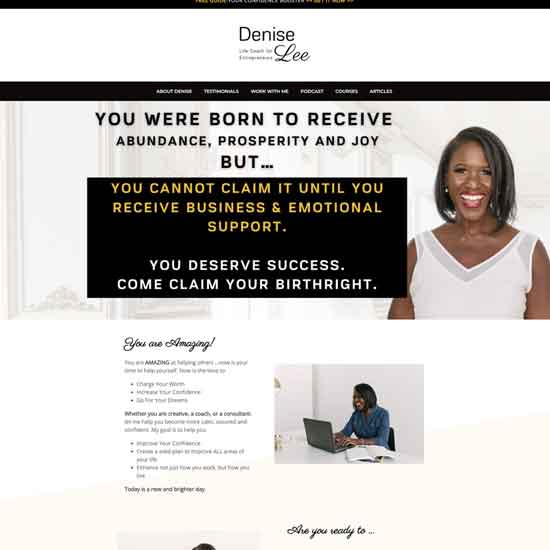 FREE GUIDE:YOUR CONFIDENCE BOOSTER >> GET IT NOW >>
Denise
Life Coach for
Entrepreneurs
Lee
ABOUT DENISE TESTIMONIALS WORK WITH ME PODCAST COURSES ARTICLES
YOU WERE BORN TO RECEIVE
ABUNDANCE, PROSPERITY AND JOY
BUT...
YOU CANNOT CLAIM IT UNTIL YOU
RECEIVE BUSINESS & EMOTIONAL
SUPPORT.
YOU DESERVE SUCCESS.
COME CLAIM YOUR BIRTHRIGHT.
You are Amazing!
You are AMAZING at helping others ...now is your
time to help yourself. Now is the time to:
Charge Your Worth
Increase Your Confidence
Go For Your Dreams
Whether you are creative, a coach, or a consultant,
let me help you become more calm, assured and
confident. My goal is to help you:
Improve Your Confidence
Create a solid plan to improve ALL areas of
your life
Enhance not just how you work, but how you
live
Today is a new and brighter day.
Are you ready to ...